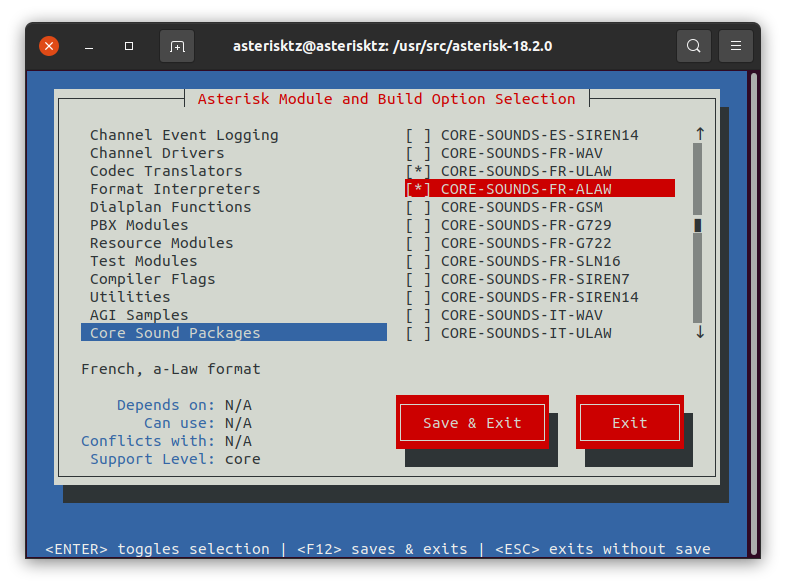 asterisktz@asterisktz: /usr/src/asterisk-18.2.0
Asterisk Module and Build Option Selection
Channel Event Logging [ ] CORE-SOUNDS-ES-SIREN14 ↑
Channel Drivers [ ] CORE-SOUNDS-FR-WAV
Codec Translators [*] CORE-SOUNDS-FR-ULAW
Format Interpreters [*] CORE-SOUNDS-FR-ALAW
Dialplan Functions [ ] CORE-SOUNDS-FR-GSM
PBX Modules [ ] CORE-SOUNDS-FR-G729
Resource Modules [ ] CORE-SOUNDS-FR-G722
Test Modules [ ] CORE-SOUNDS-FR-SLN16
Compiler Flags [ ] CORE-SOUNDS-FR-SIREN7
Utilities [ ] CORE-SOUNDS-FR-SIREN14
AGI Samples [ ] CORE-SOUNDS-IT-WAV
Core Sound Packages [ ] CORE-SOUNDS-IT-ULAW ↓
French, a-Law format
Depends on: N/A
Can use: N/A
Conflicts with: N/A
Support Level: core
Save & Exit
Exit
<ENTER> toggles selection | <F12> saves & exits | <ESC> exits without save